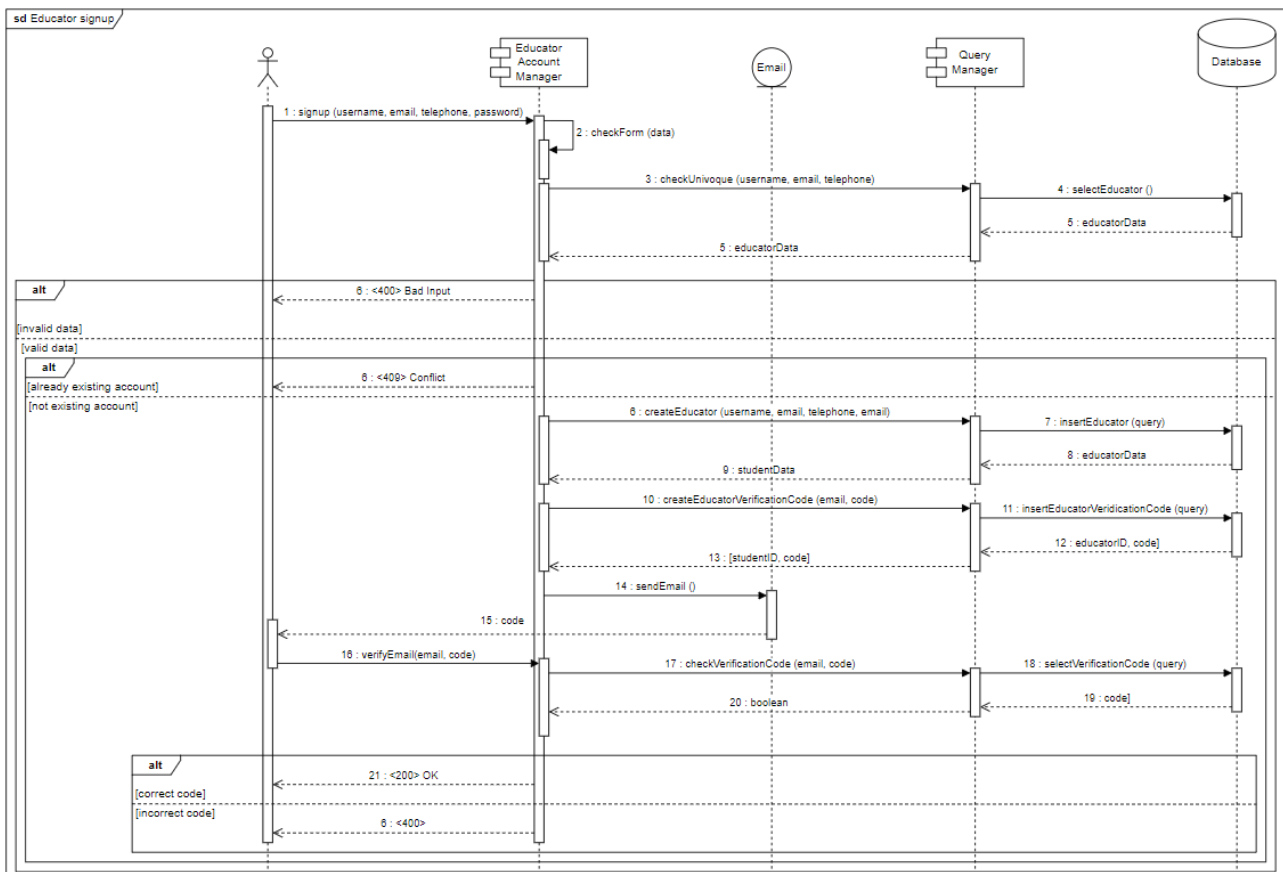 sd Educator signup
Educator
Account
Manager
Email
Query
Manager
Database
1 : signup (username, email, telephone, password)
2 : checkForm (data)
3 : checkUnivoque (username, email, telephone)
4 : selectEducator ()
5 : educatorData
5 : educatorData
alt
6 : <400> Bad Input
[invalid data]
[valid data]
alt
6 : <409> Conflict
[already existing account]
[not existing account]
6 : createEducator (username, email, telephone, email)
7 : insertEducator (query)
8 : educatorData
9 : studentData
10 : createEducatorVerificationCode (email, code)
11 : insertEducatorVeridicationCode (query)
12 : educatorID, code]
13 : [studentID, code]
14 : sendEmail ()
15 : code
16 : verifyEmail(email, code)
17 : checkVerificationCode (email, code)
18 : selectVerificationCode (query)
19 : code]
20 : boolean
alt
21 : <200> OK
[correct code]
[incorrect code]
6 : <400>